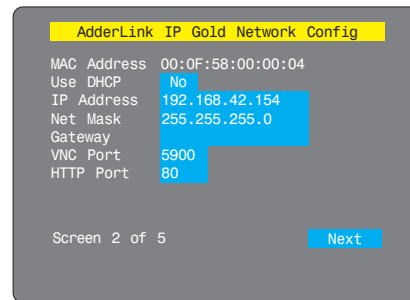 AdderLink IP Gold Network Config
MAC Address 00:0F:58:00:00:04
Use DHCP No
IP Address 192.168.42.154
Net Mask 255.255.255.0
Gateway
VNC Port 5900
HTTP Port 80
Screen 2 of 5 Next